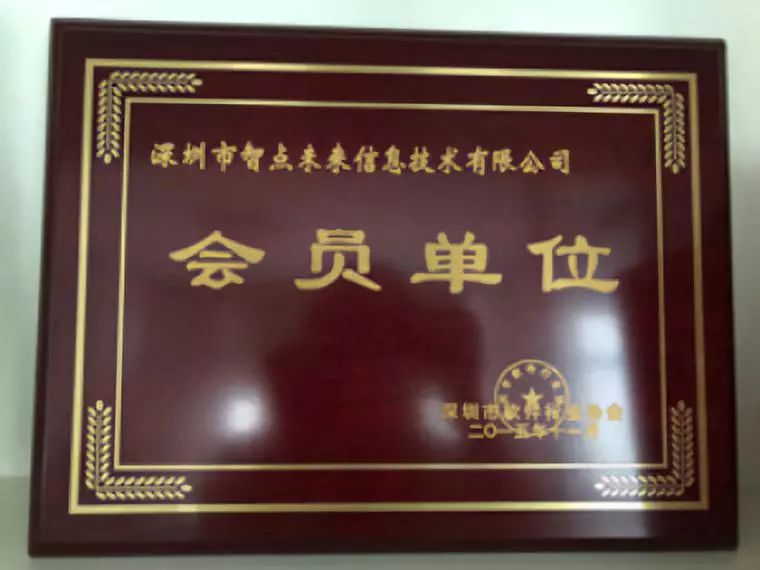 深圳市智点未来信息技术有限公司
会员单位
深圳市软件行业协会
二〇一五年十一月